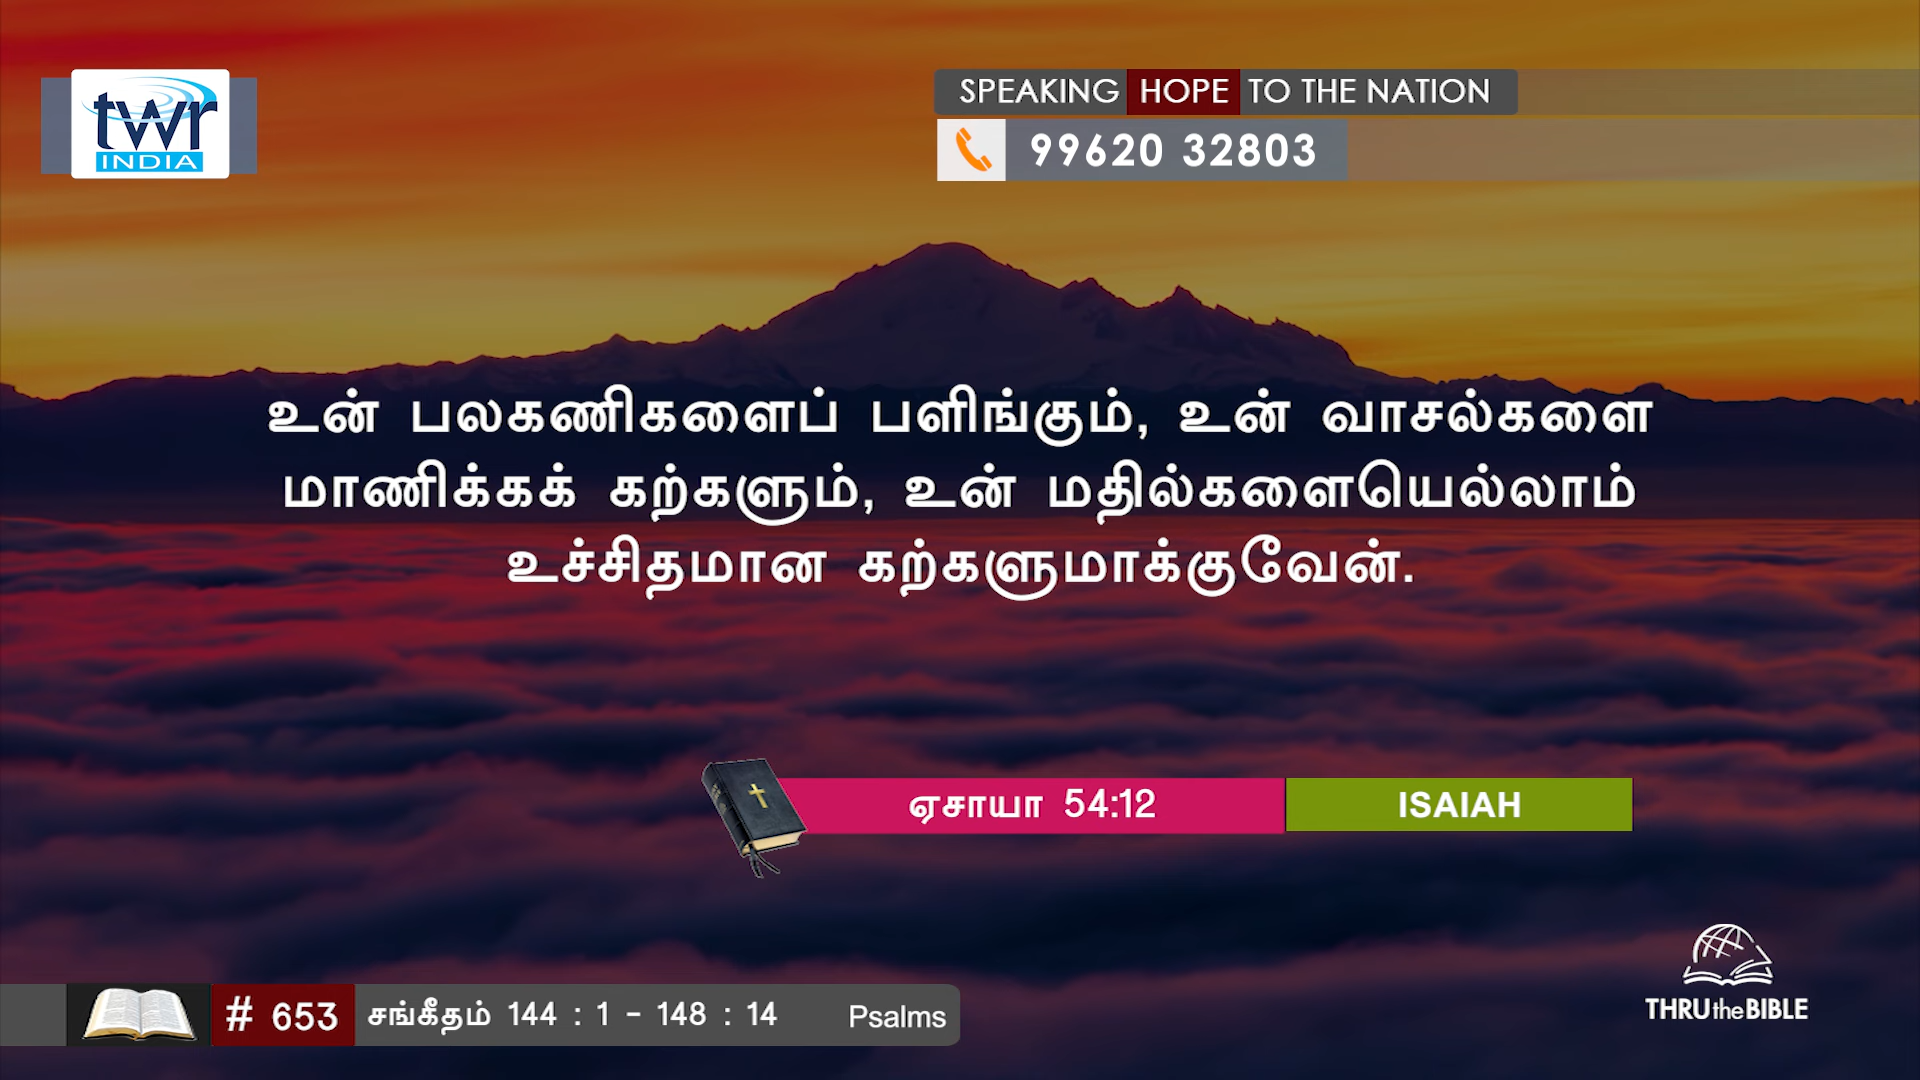 twr
INDIA
SPEAKING HOPE TO THE NATION
99620 32803
உன் பலகணிகளைப் பளிங்கும், உன் வாசல்களை
மாணிக்கக் கற்களும், உன் மதில்களையெல்லாம்
உச்சிதமான கற்களுமாக்குவேன்.
ஏசாயா 54:12
ISAIAH
THRU the BIBLE
# 653 சங்கீதம் 144 : 1 - 148 : 14 Psalms